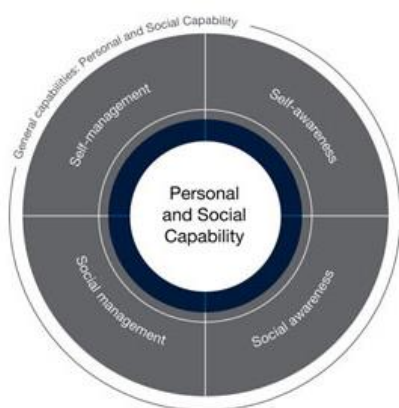 General capabilities: Personal and Social Capability
Self-management
Self-awareness
Personal
and Social
Capability
Social management
Social awareness